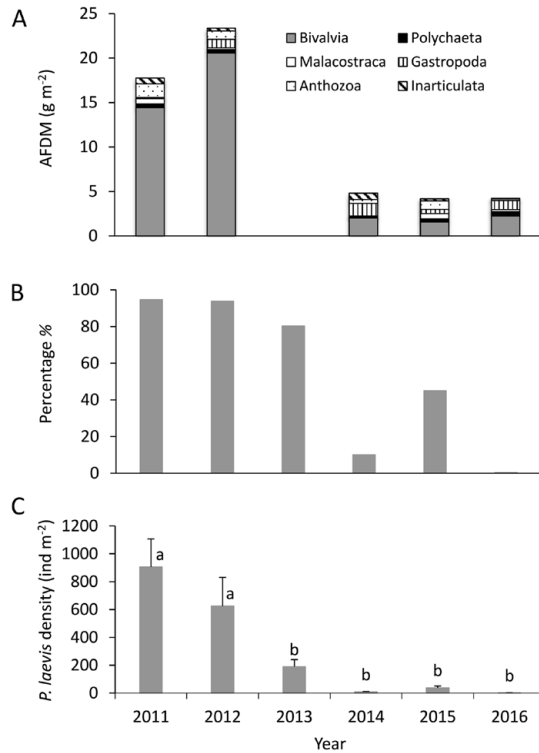 A
25
20
15
10
5
0
AFDM (g m-2)
Bivalvia
Polychaeta
Malacostraca
Gastropoda
Anthozoa
Inarticulata
B
100
80
60
40
20
0
Percentage %
C
1200
1000
800
600
400
200
0
P. laevis density (ind m-2)
a
a
b
b
b
b
2011 2012 2013 2014 2015 2016
Year